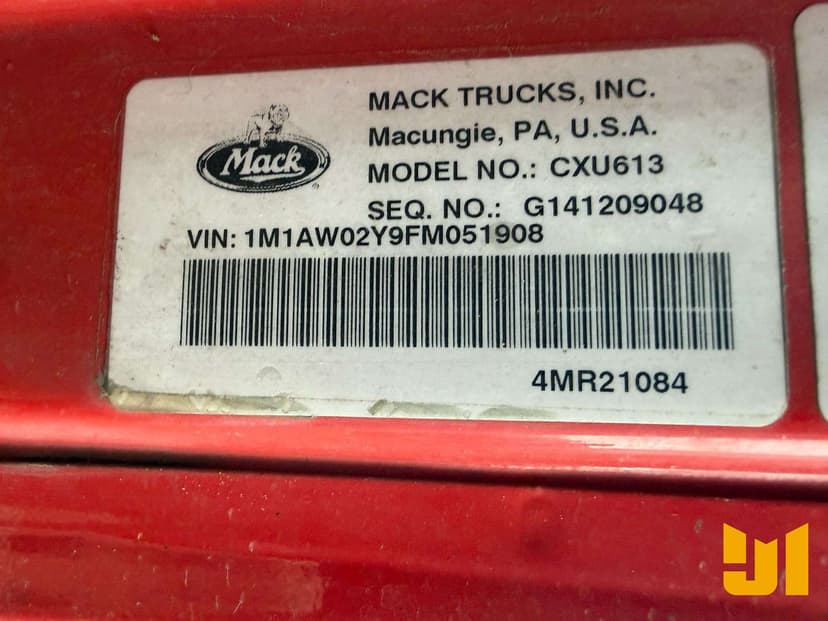 MACK TRUCKS, INC.
Macungie, PA, U.S.A.
Mack
MODEL NO.: CXU613
SEQ. NO.: G141209048
VIN: 1M1AW02Y9FM051908
4MR21084